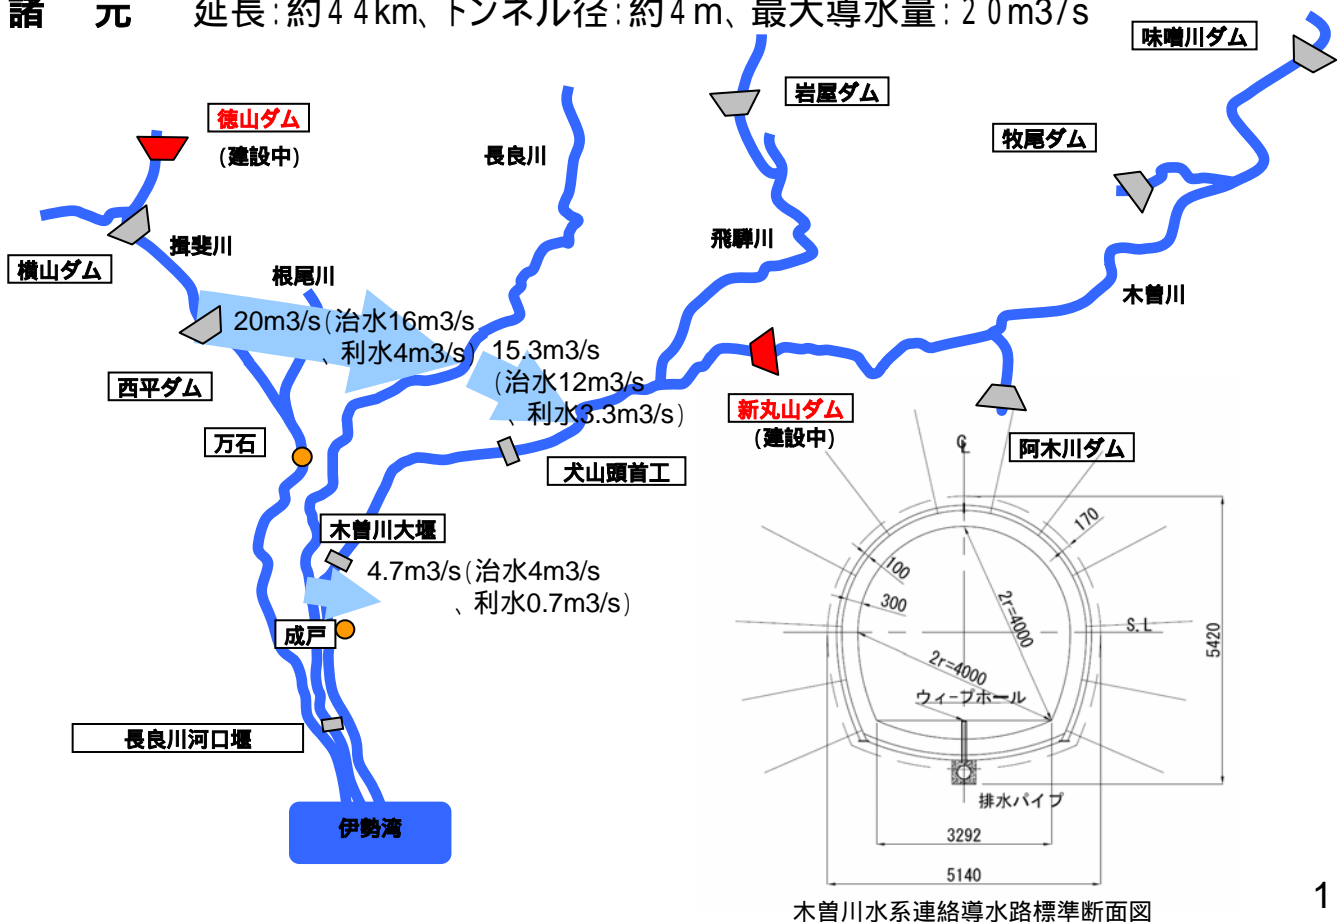 諸　元　延長:約44km、トンネル径:約4m、最大導水量:20m3/s
味噌川ダム
岩屋ダム
徳山ダム
(建設中)
牧尾ダム
長良川
飛騨川
揖斐川
横山ダム
根尾川
木曽川
20m3/s(治水16m3/s
、利水4m3/s)
15.3m3/s
(治水12m3/s
、利水3.3m3/s)
西平ダム
新丸山ダム
(建設中)
阿木川ダム
万石
犬山頭首工
木曽川大堰
4.7m3/s(治水4m3/s
、利水0.7m3/s)
成戸
長良川河口堰
伊勢湾
℄
170
100
300
2r=4000
2r=4000
S.L
5420
ウィープホール
排水パイプ
3292
5140
木曽川水系連絡導水路標準断面図
1